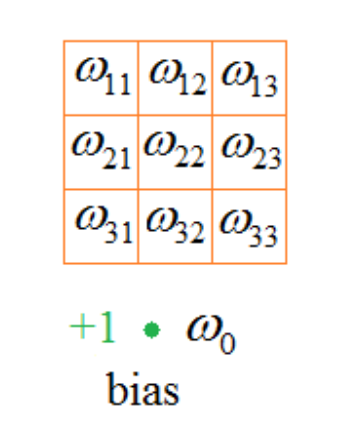 ω₁₁ ω₁₂ ω₁₃
ω₂₁ ω₂₂ ω₂₃
ω₃₁ ω₃₂ ω₃₃
+1 • ω₀
bias